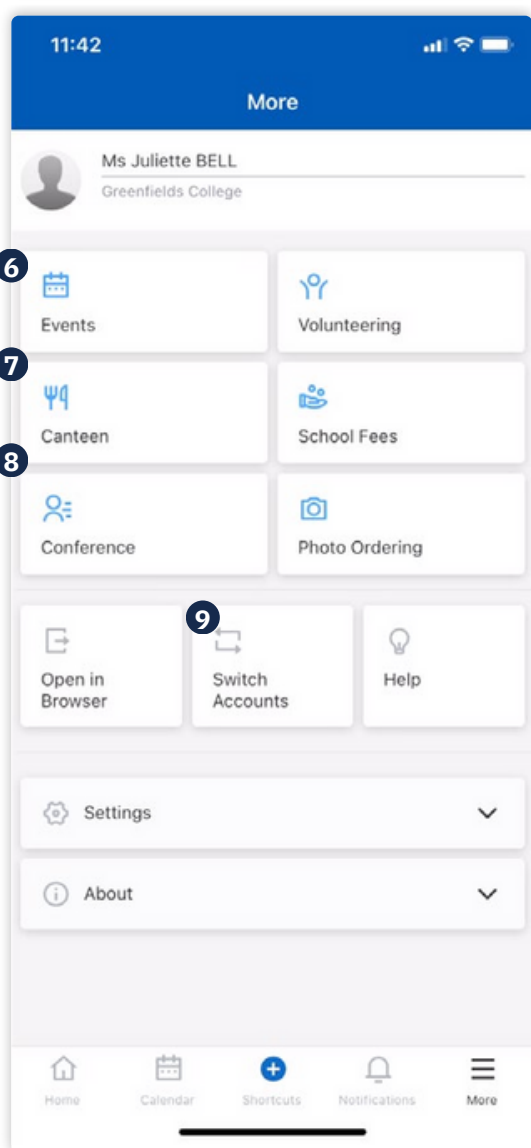 11:42
More
Ms Juliette BELL
Greenfields College
6
Events
Volunteering
7
Canteen
School Fees
8
Conference
Photo Ordering
9
Open in
Browser
Switch
Accounts
Help
Settings
About
Home
Calendar
Shortcuts
Notifications
More